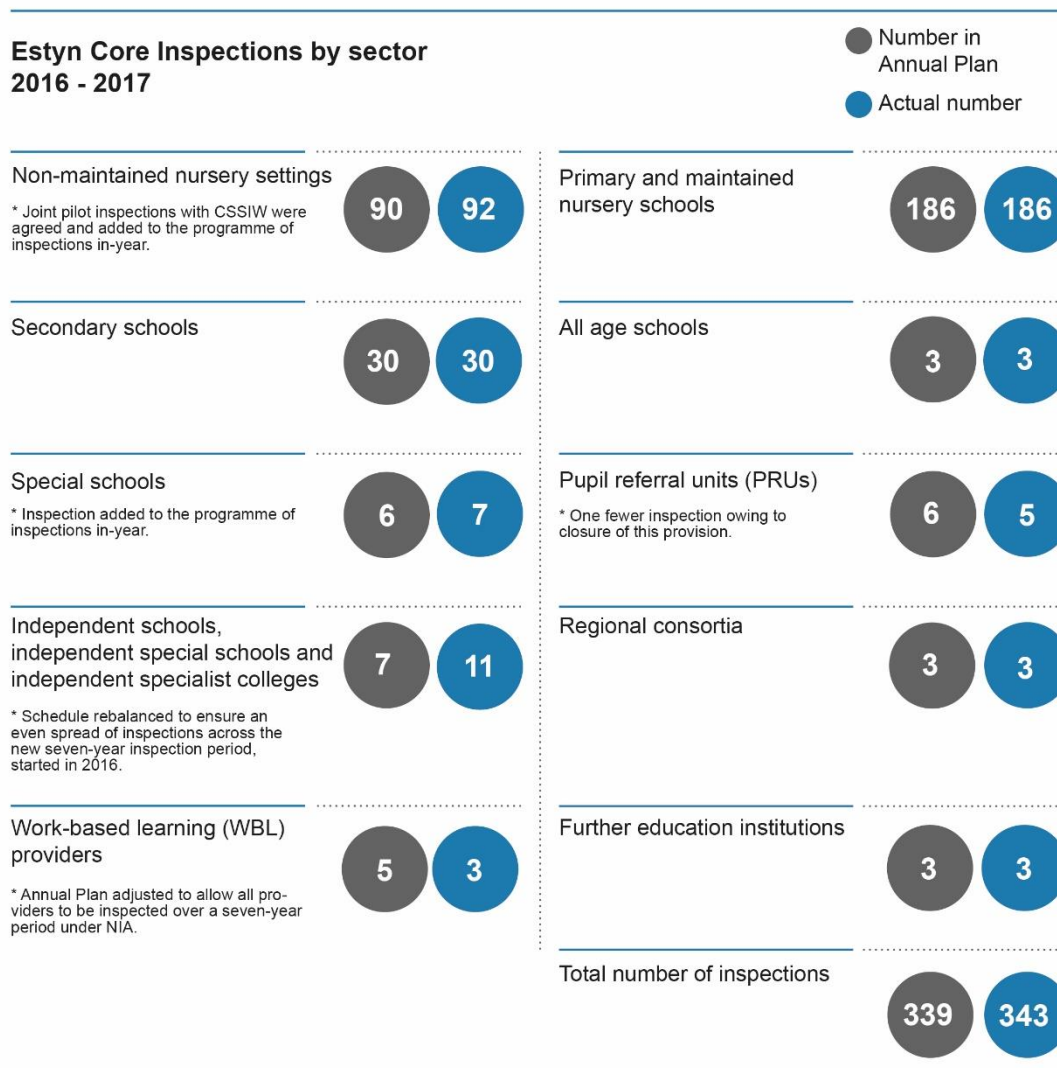 Estyn Core Inspections by sector
2016 - 2017
Number in
Annual Plan
Actual number
Non-maintained nursery settings
* Joint pilot inspections with CSSIW were
agreed and added to the programme of
inspections in-year.
90
92
Primary and maintained
nursery schools
186
186
Secondary schools
30
30
All age schools
3
3
Special schools
* Inspection added to the programme of
inspections in-year.
6
7
Pupil referral units (PRUs)
* One fewer inspection owing to
closure of this provision.
6
5
Independent schools,
independent special schools and
independent specialist colleges
* Schedule rebalanced to ensure an
even spread of inspections across the
new seven-year inspection period,
started in 2016.
7
11
Regional consortia
3
3
Work-based learning (WBL)
providers
* Annual Plan adjusted to allow all pro-
viders to be inspected over a seven-year
period under NIA.
5
3
Further education institutions
3
3
Total number of inspections
339
343